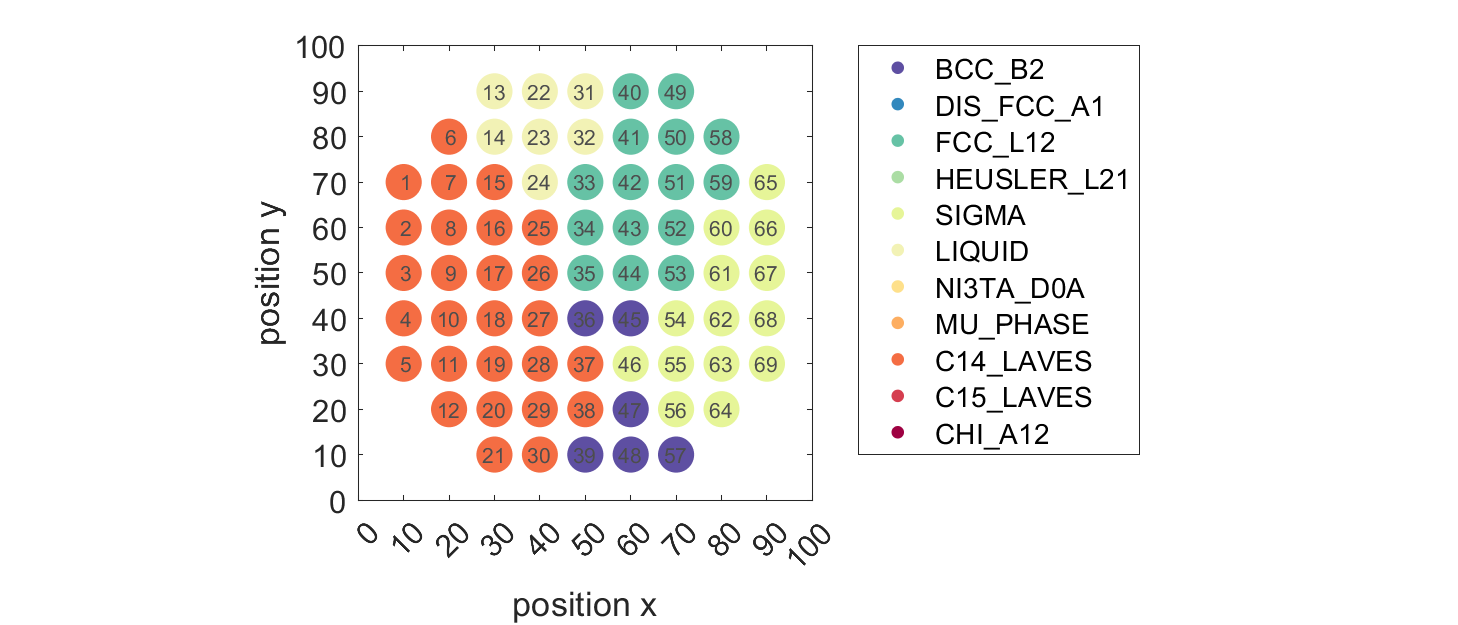 100
90
80
70
60
50
40
30
20
10
0
position y
13 22 31 40 49
6 14 23 32 41 50 58
1 7 15 24 33 42 51 59 65
2 8 16 25 34 43 52 60 66
3 9 17 26 35 44 53 61 67
4 10 18 27 36 45 54 62 68
5 11 19 28 37 46 55 63 69
12 20 29 38 47 56 64
21 30 39 48 57
0 10 20 30 40 50 60 70 80 90 100
position x
BCC_B2
DIS_FCC_A1
FCC_L12
HEUSLER_L21
SIGMA
LIQUID
NI3TA_D0A
MU_PHASE
C14_LAVES
C15_LAVES
CHI_A12